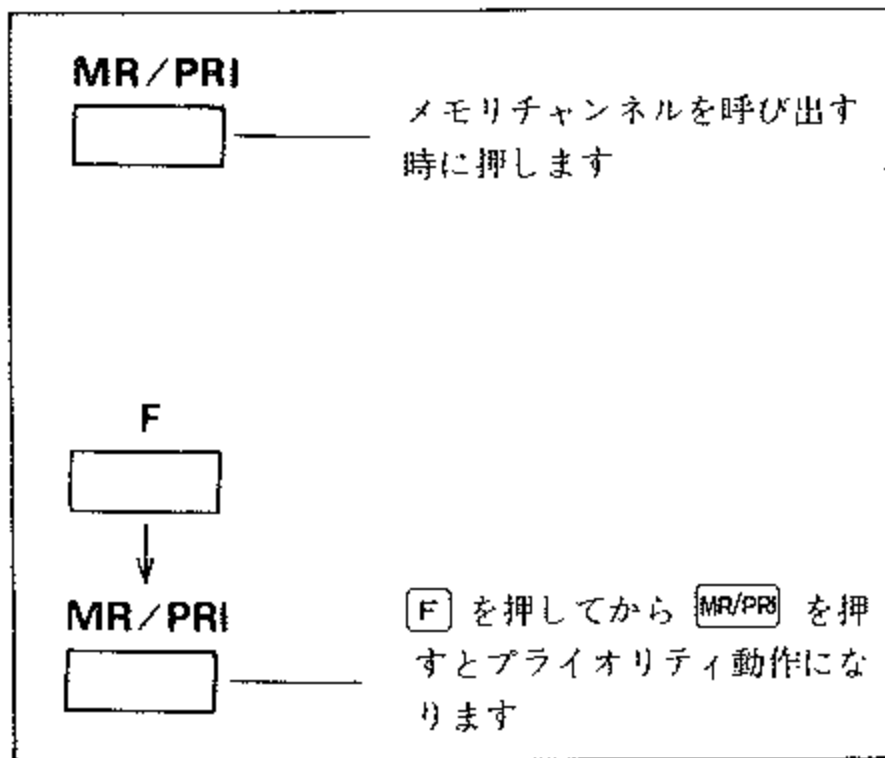 MR/PRI
メモリチャンネルを呼び出す
時に押します
F
MR/PRI
F を押してから MR/PRI を押
すとプライオリティ動作にな
ります